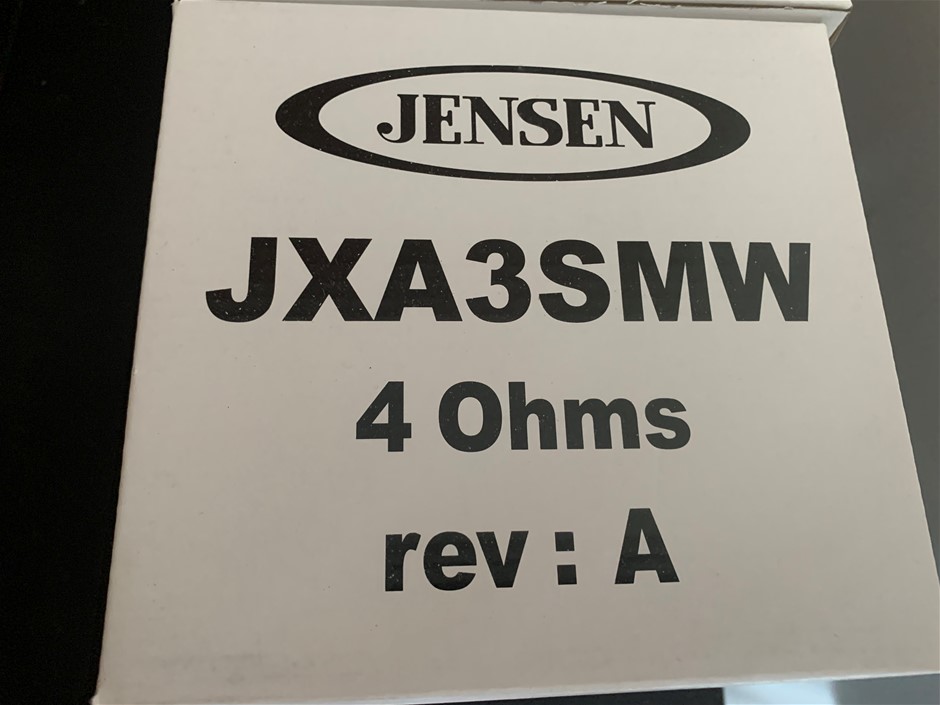 JENSEN
JXA3SMW
4 Ohms
rev : A